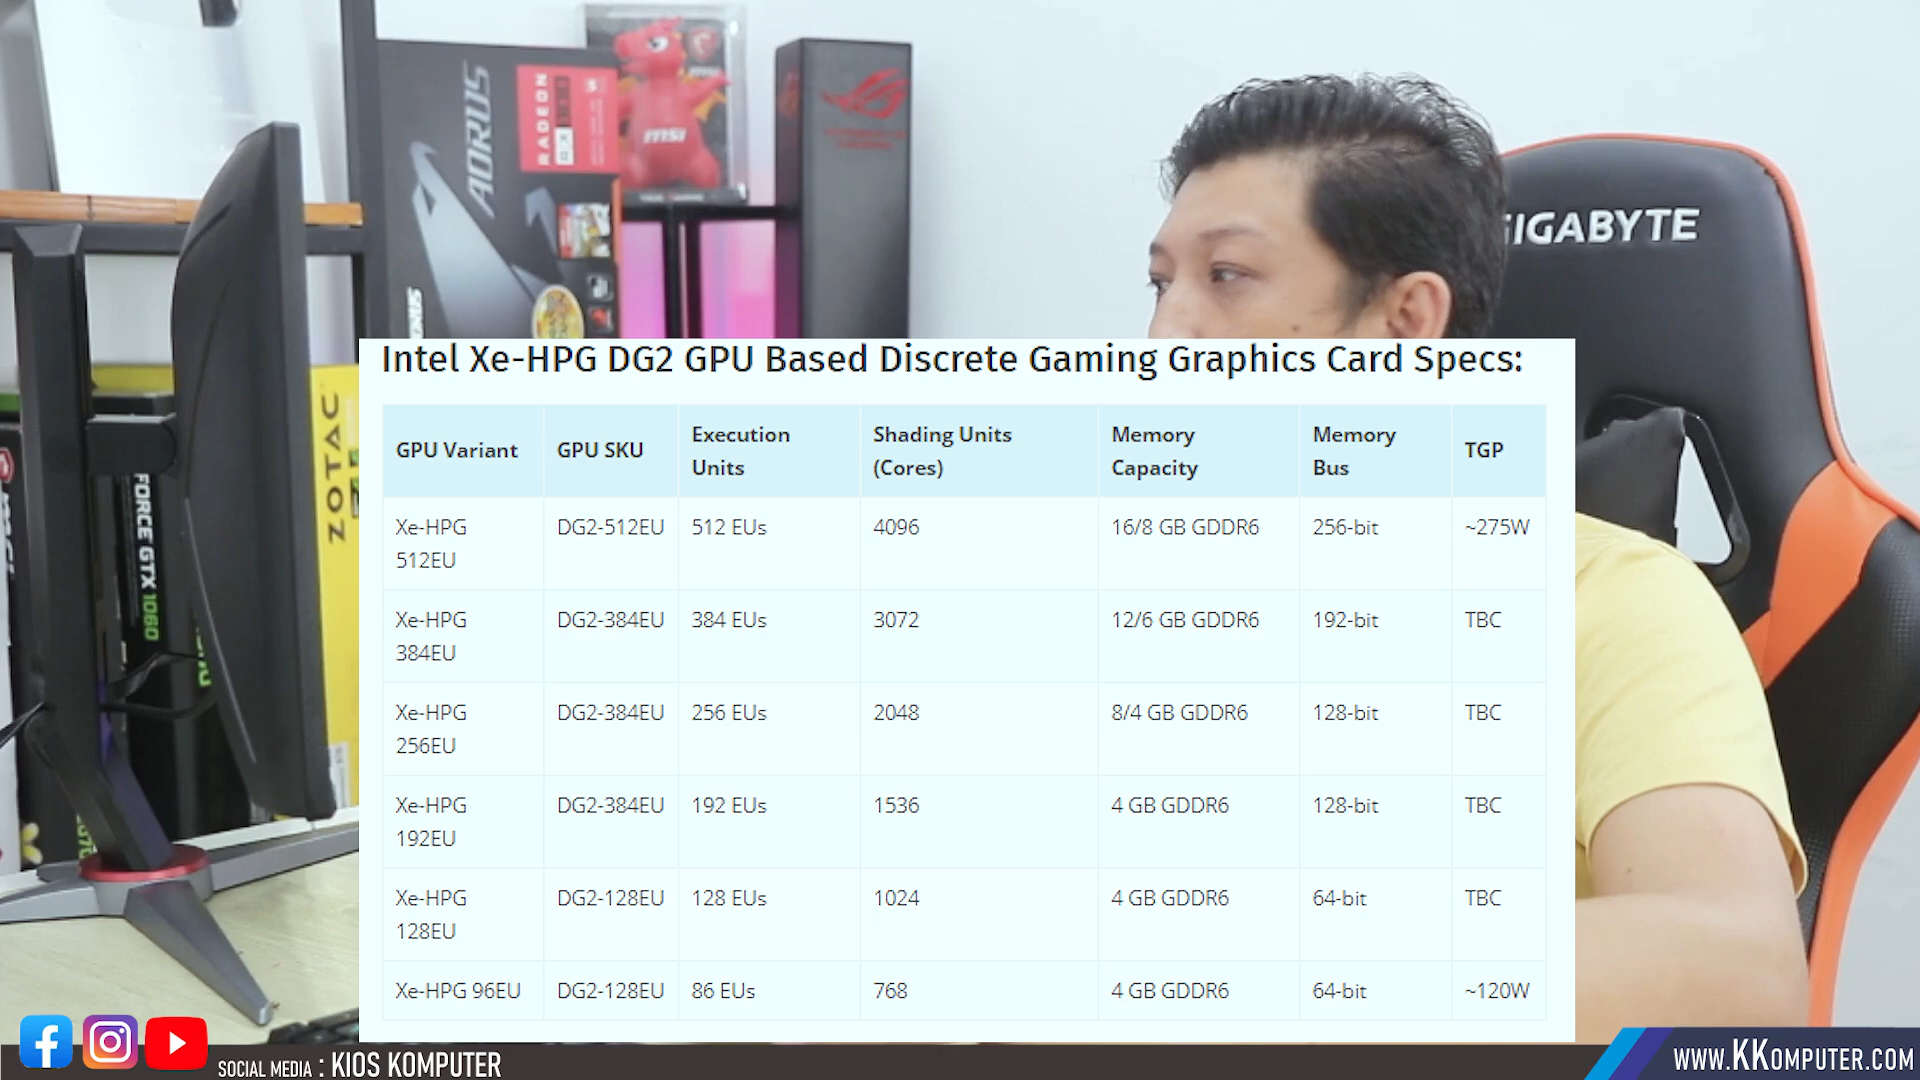 AORUS
RADEON
RX
msi
GIGABYTE
ZOTAC
FORCE GTX 1060
Intel Xe-HPG DG2 GPU Based Discrete Gaming Graphics Card Specs:
GPU Variant GPU SKU Execution Units Shading Units (Cores) Memory Capacity Memory Bus TGP
Xe-HPG 512EU DG2-512EU 512 EUs 4096 16/8 GB GDDR6 256-bit ~275W
Xe-HPG 384EU DG2-384EU 384 EUs 3072 12/6 GB GDDR6 192-bit TBC
Xe-HPG 256EU DG2-384EU 256 EUs 2048 8/4 GB GDDR6 128-bit TBC
Xe-HPG 192EU DG2-384EU 192 EUs 1536 4 GB GDDR6 128-bit TBC
Xe-HPG 128EU DG2-128EU 128 EUs 1024 4 GB GDDR6 64-bit TBC
Xe-HPG 96EU DG2-128EU 86 EUs 768 4 GB GDDR6 64-bit ~120W
SOCIAL MEDIA : KIOS KOMPUTER
WWW.KKOMPUTER.COM